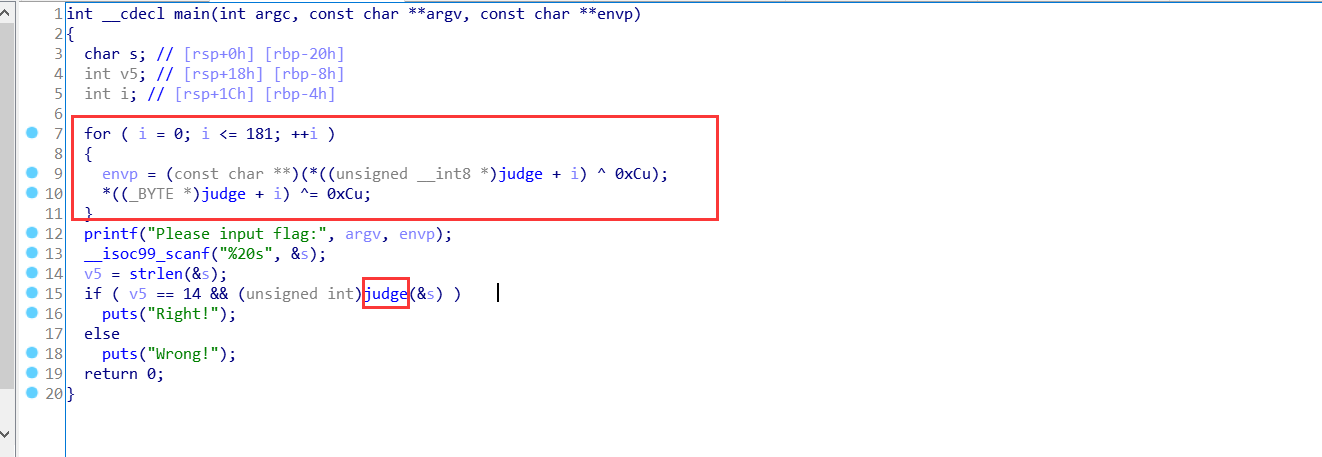 1 int __cdecl main(int argc, const char **argv, const char **envp)
2 {
3 char s; // [rsp+0h] [rbp-20h]
4 int v5; // [rsp+18h] [rbp-8h]
5 int i; // [rsp+1Ch] [rbp-4h]
6
7 for ( i = 0; i <= 181; ++i )
8 {
9 envp = (const char **)(*((unsigned __int8 *)judge + i) ^ 0xCu);
10 *((_BYTE *)judge + i) ^= 0xCu;
11 }
12 printf("Please input flag:", argv, envp);
13 __isoc99_scanf("%20s", &s);
14 v5 = strlen(&s);
15 if ( v5 == 14 && (unsigned int)judge(&s) )
16 puts("Right!");
17 else
18 puts("Wrong!");
19 return 0;
20 }